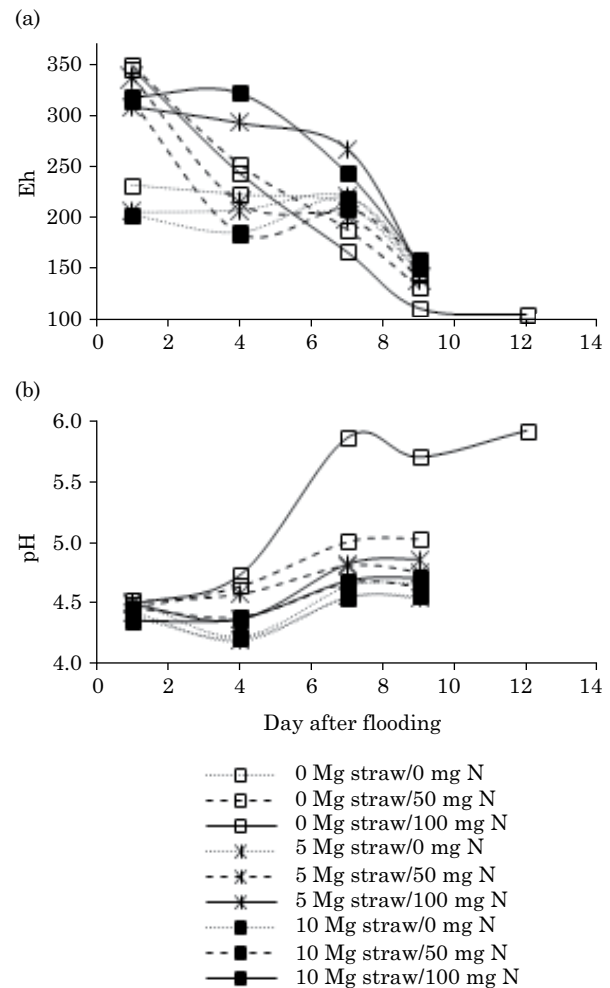 (a)
350
300
250
200
150
100
Eh
0 2 4 6 8 10 12 14
(b)
6.0
5.5
5.0
4.5
4.0
pH
0 2 4 6 8 10 12 14
Day after flooding
0 Mg straw/0 mg N
0 Mg straw/50 mg N
0 Mg straw/100 mg N
5 Mg straw/0 mg N
5 Mg straw/50 mg N
5 Mg straw/100 mg N
10 Mg straw/0 mg N
10 Mg straw/50 mg N
10 Mg straw/100 mg N